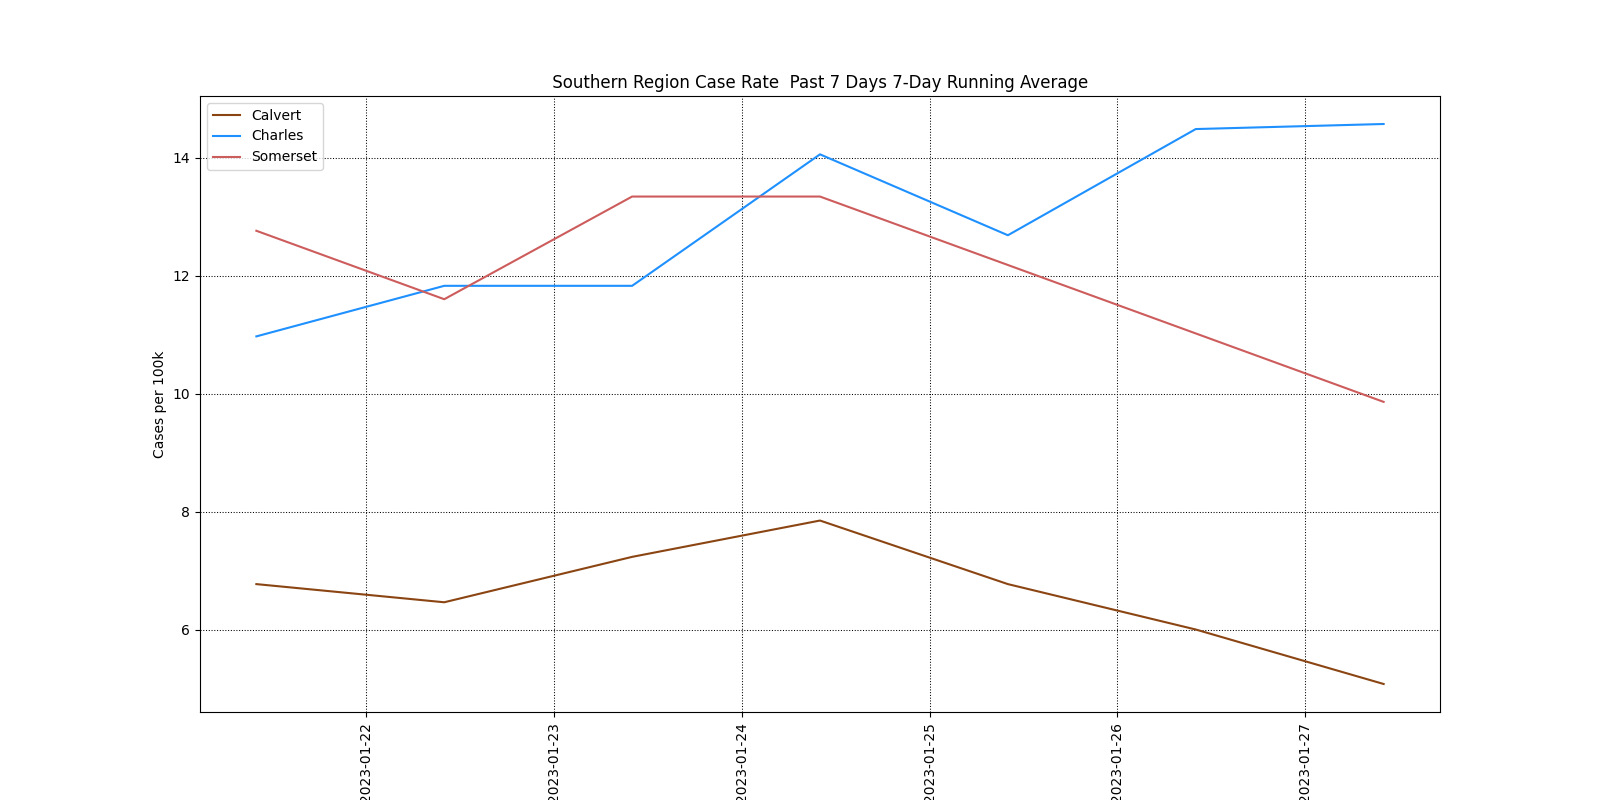 Southern Region Case Rate  Past 7 Days 7-Day Running Average
Calvert
Charles
Somerset
14
12
10
8
6
Cases per 100k
2023-01-22
2023-01-23
2023-01-24
2023-01-25
2023-01-26
2023-01-27